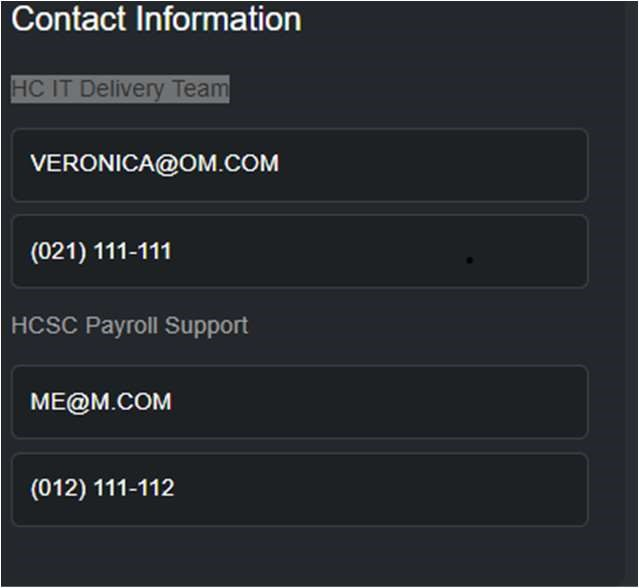 Contact Information
HC IT Delivery Team
VERONICA@OM.COM
(021) 111-111
HCSC Payroll Support
ME@M.COM
(012) 111-112